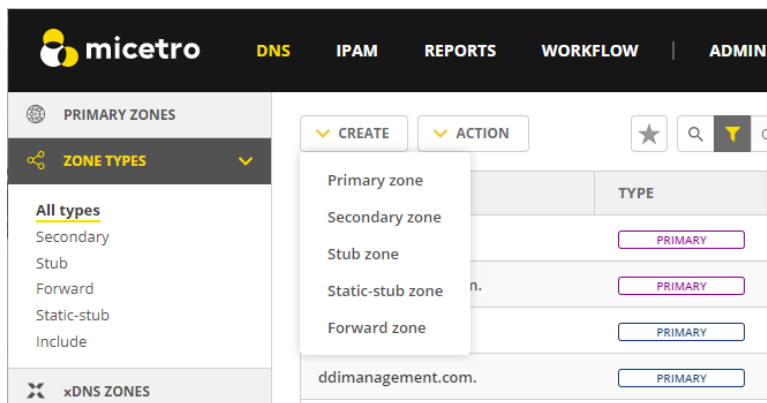 micetro
DNS IPAM REPORTS WORKFLOW | ADMIN
PRIMARY ZONES
ZONE TYPES
All types
Secondary
Stub
Forward
Static-stub
Include
xDNS ZONES
CREATE ACTION
Primary zone
Secondary zone
Stub zone
Static-stub zone
Forward zone
TYPE
PRIMARY
m. PRIMARY
PRIMARY
ddimanagement.com. PRIMARY